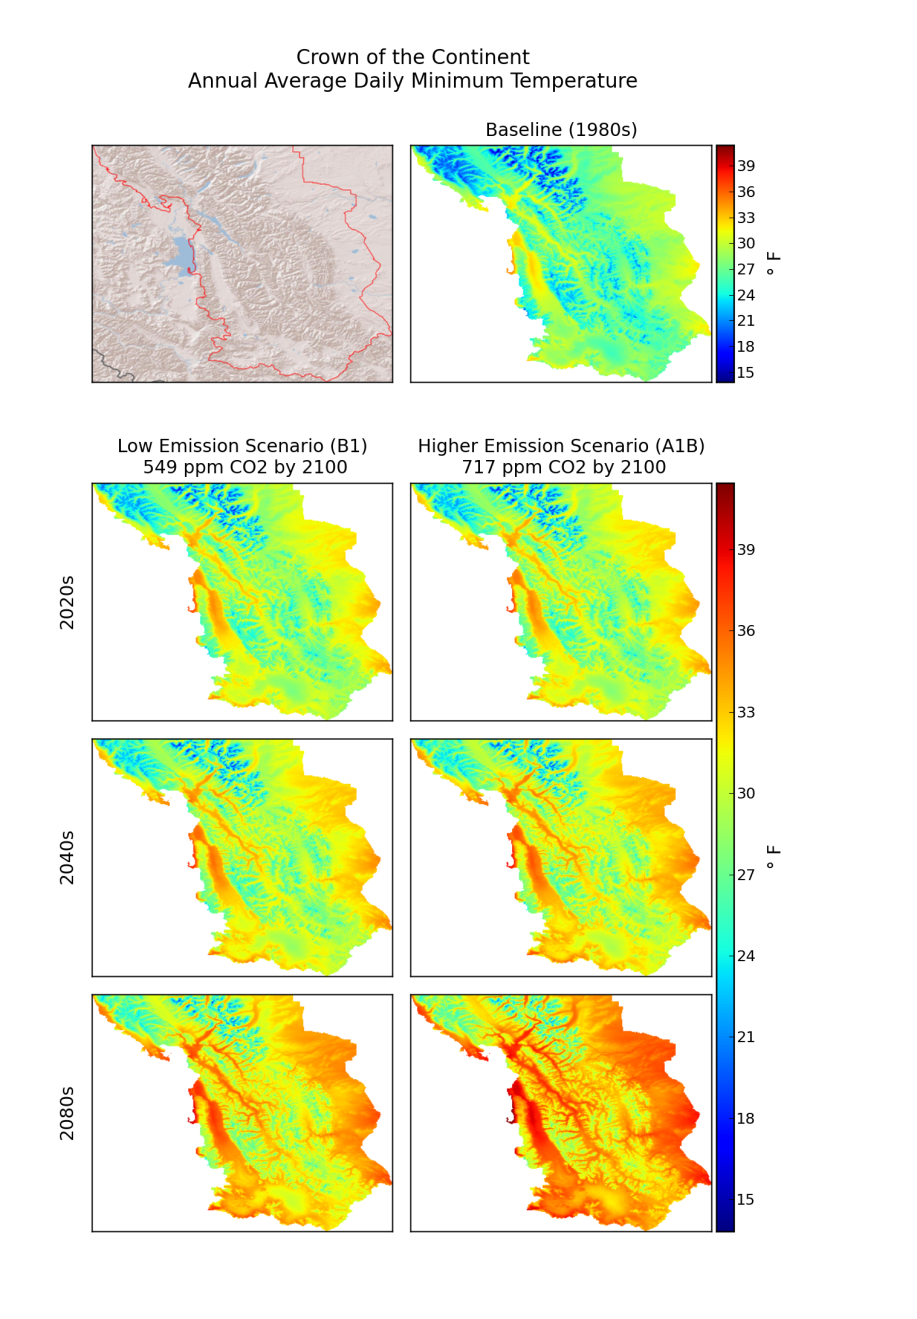 Crown of the Continent
Annual Average Daily Minimum Temperature
Baseline (1980s)
39
36
33
30
27
24
21
18
15
° F
Low Emission Scenario (B1)
549 ppm CO2 by 2100
Higher Emission Scenario (A1B)
717 ppm CO2 by 2100
2020s
2040s
2080s
39
36
33
30
27
24
21
18
15
° F